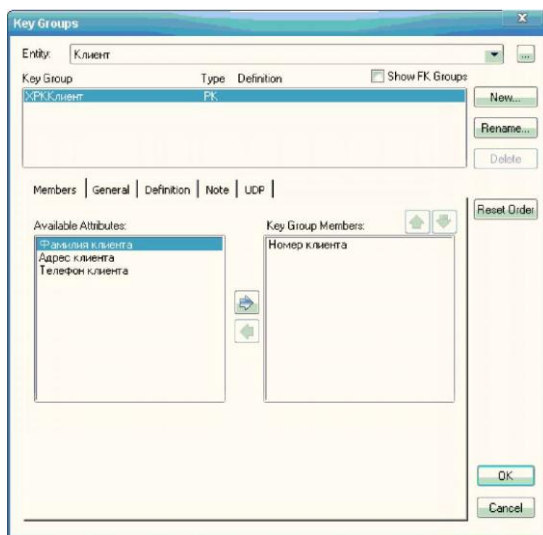 Key Groups
Entity: Клиент ...
Key Group Type Definition Show FK Groups
XPKКлиент PK
New...
Rename...
Delete
Members General Definition Note UDP
Reset Order
Available Attributes: Key Group Members:
Фамилия клиента Номер клиента
Адрес клиента
Телефон клиента
OK
Cancel